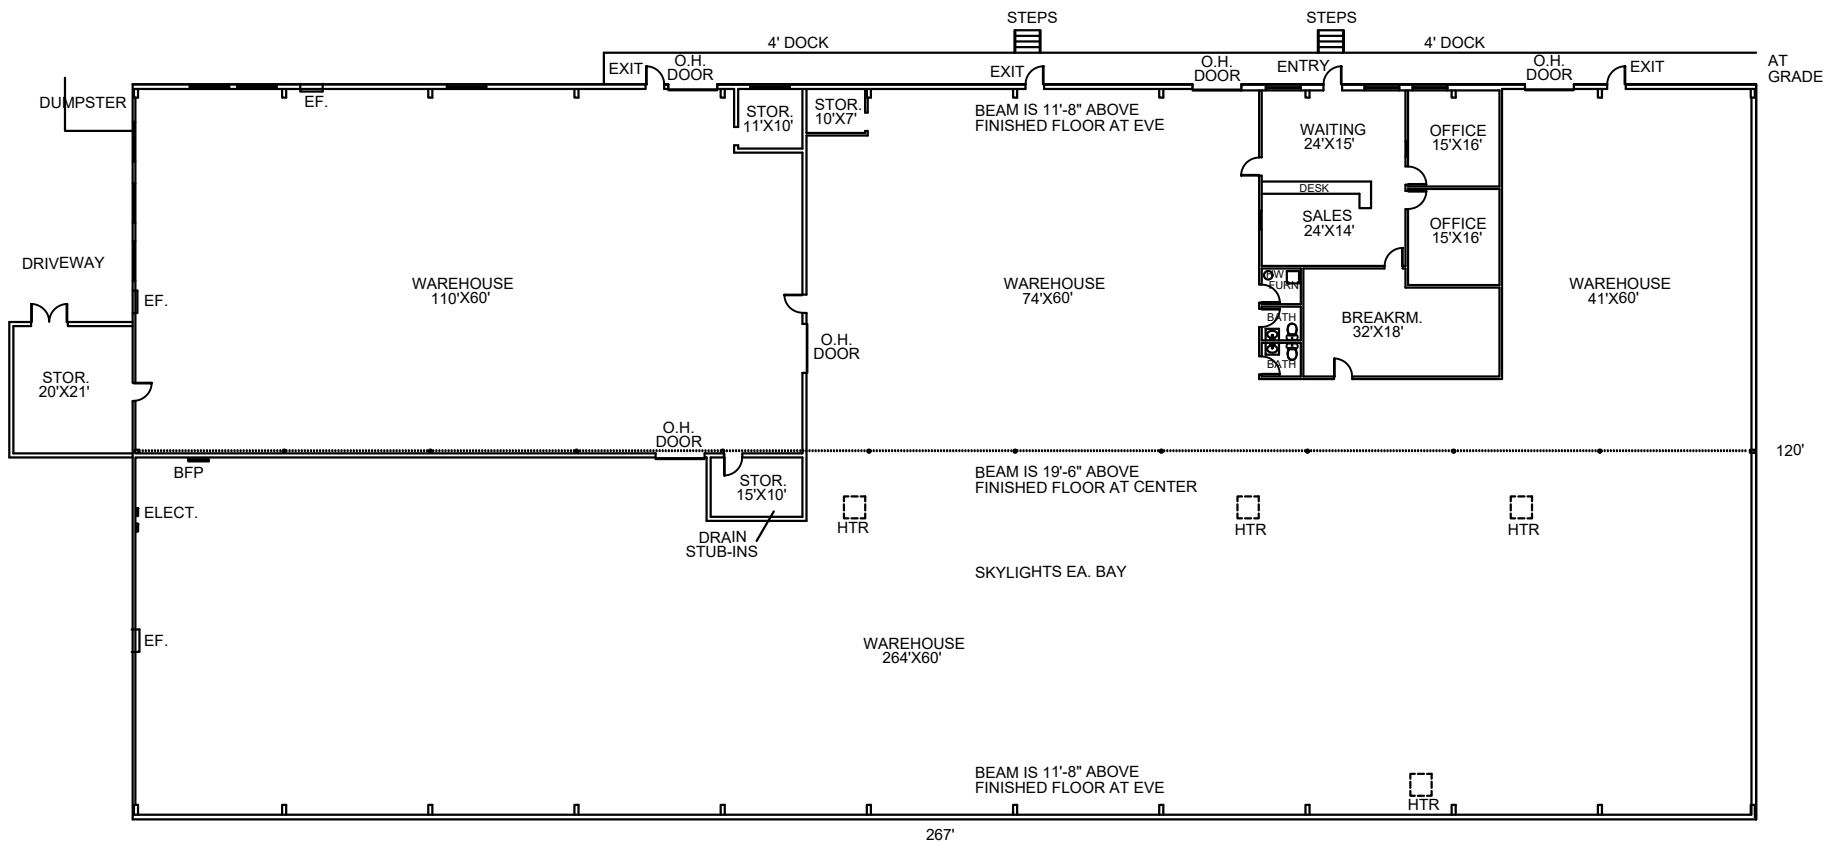 STEPS
STEPS
4' DOCK
4' DOCK
EXIT
O.H.
DOOR
EXIT
O.H.
DOOR
ENTRY
O.H.
DOOR
EXIT
AT
GRADE
DUMPSTER
EF.
STOR.
11'X10'
STOR.
10'X7'
BEAM IS 11'-8" ABOVE
FINISHED FLOOR AT EVE
WAITING
24'X15'
OFFICE
15'X16'
DESK
SALES
24'X14'
OFFICE
15'X16'
DRIVEWAY
WAREHOUSE
110'X60'
WAREHOUSE
74'X60'
FURN
WAREHOUSE
41'X60'
EF.
BATH
BREAKRM.
32'X18'
O.H.
DOOR
BATH
STOR.
20'X21'
O.H.
DOOR
120'
BFP
BEAM IS 19'-6" ABOVE
FINISHED FLOOR AT CENTER
STOR.
15'X10'
ELECT.
HTR
HTR
HTR
DRAIN
STUB-INS
SKYLIGHTS EA. BAY
EF.
WAREHOUSE
264'X60'
BEAM IS 11'-8" ABOVE
FINISHED FLOOR AT EVE
HTR
267'